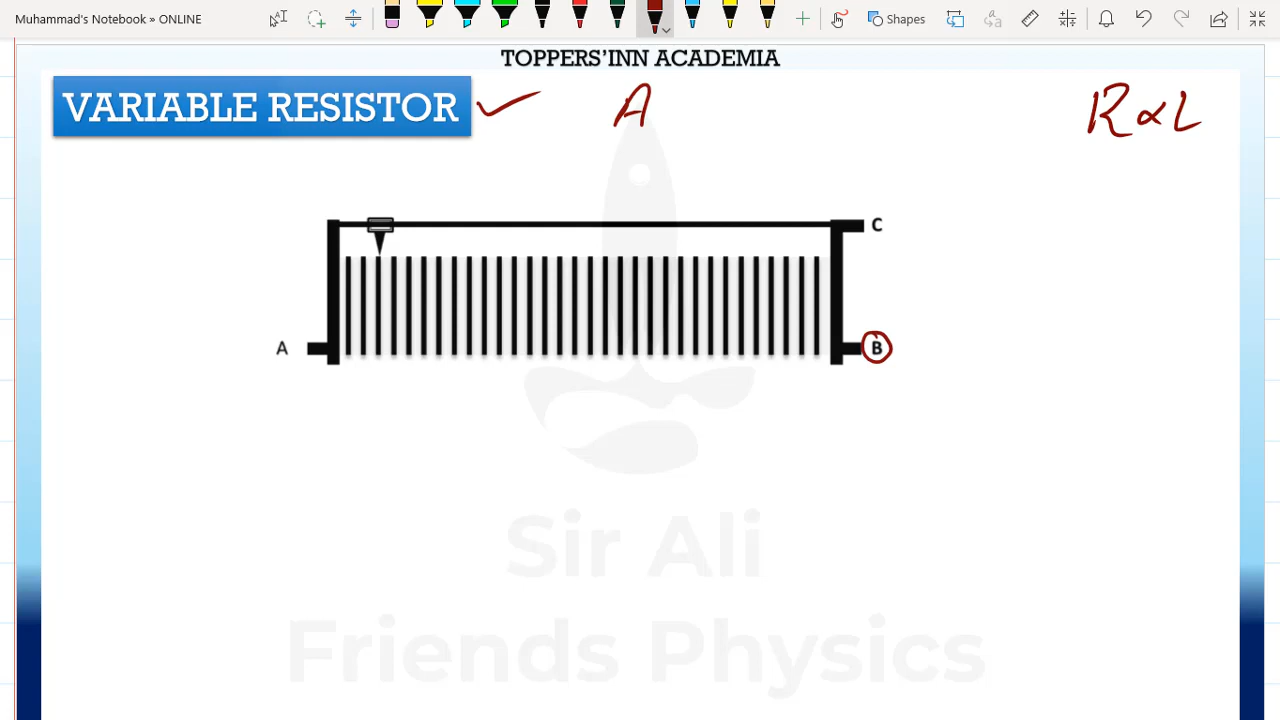 Muhammad's Notebook » ONLINE
Shapes
TOPPERS'INN ACADEMIA
VARIABLE RESISTOR
A
R ∝ L
C
A
B
Sir Ali
Friends Physics